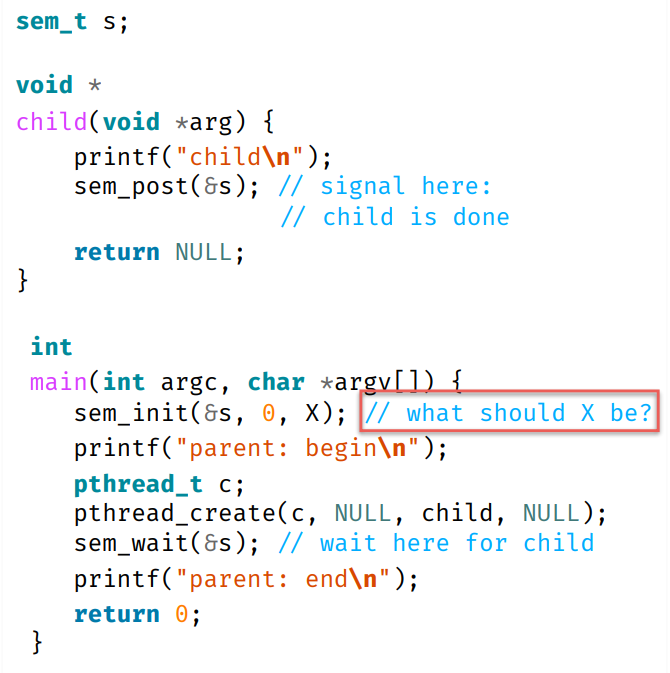 sem_t s;
void *
child(void *arg) {
printf("child\n");
sem_post(&s); // signal here:
// child is done
return NULL;
}
int
main(int argc, char *argv[]) {
sem_init(&s, 0, X); // what should X be?
printf("parent: begin\n");
pthread_t c;
pthread_create(c, NULL, child, NULL);
sem_wait(&s); // wait here for child
printf("parent: end\n");
return 0;
}